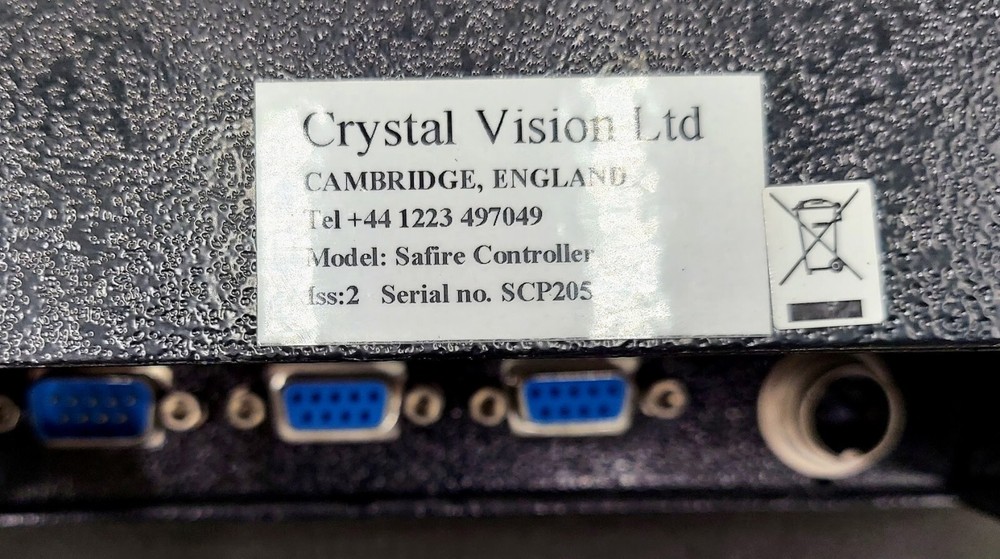 Crystal Vision Ltd
CAMBRIDGE, ENGLAND
Tel +44 1223 497049
Model: Safire Controller
Iss:2 Serial no. SCP205